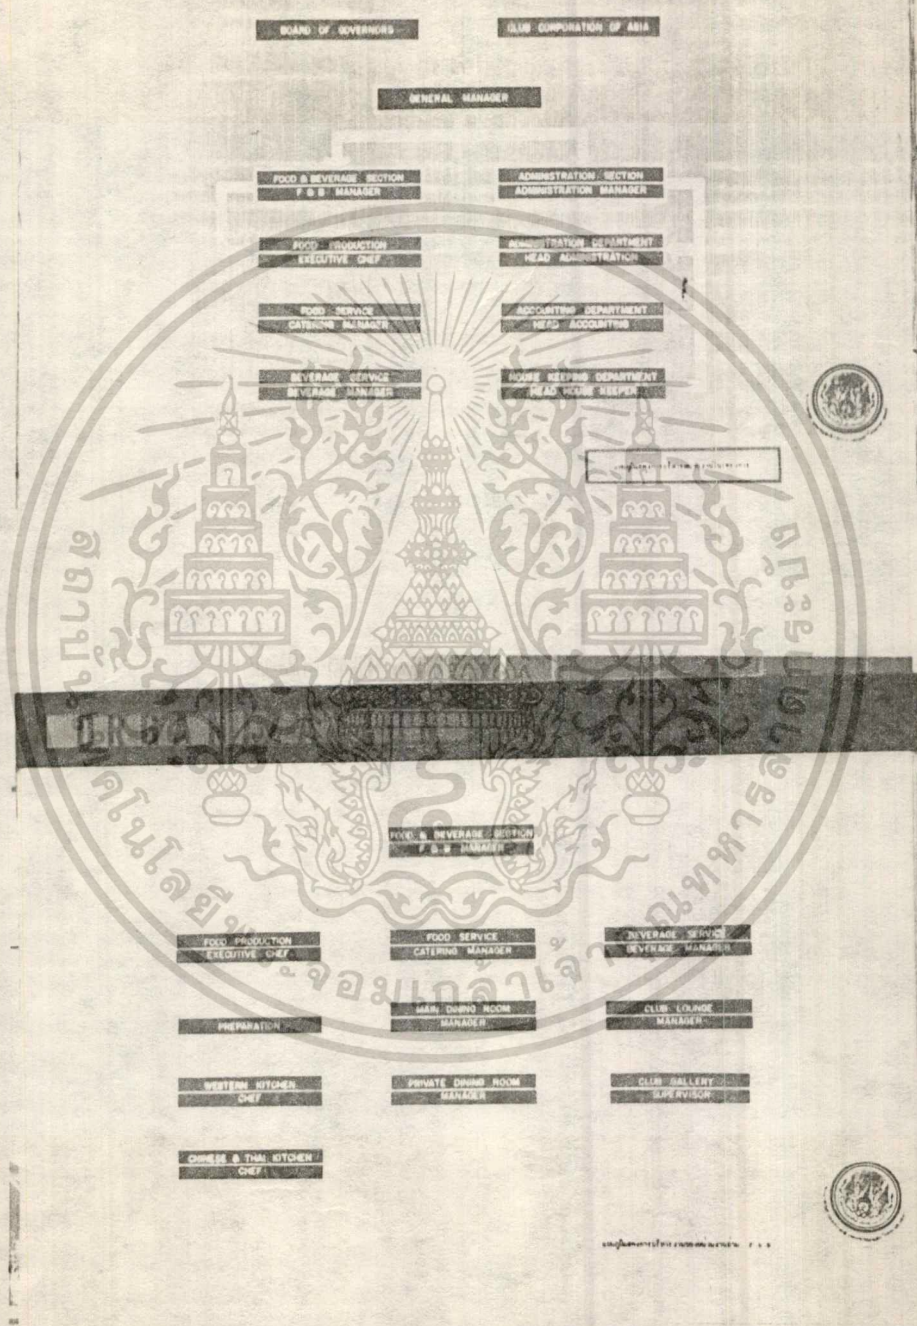 BOARD OF GOVERNORS
CLUB CORPORATION OF ASIA
GENERAL MANAGER
FOOD & BEVERAGE SECTION
F & B MANAGER
ADMINISTRATION SECTION
ADMINISTRATION MANAGER
FOOD PRODUCTION
EXECUTIVE CHEF
ADMINISTRATION DEPARTMENT
HEAD ADMINISTRATION
FOOD SERVICE
CATERING MANAGER
ACCOUNTING DEPARTMENT
HEAD ACCOUNTING
BEVERAGE SERVICE
BEVERAGE MANAGER
HOUSE KEEPING DEPARTMENT
HEAD HOUSE KEEPER
FOOD & BEVERAGE SECTION
F & B MANAGER
FOOD PRODUCTION
EXECUTIVE CHEF
FOOD SERVICE
CATERING MANAGER
BEVERAGE SERVICE
BEVERAGE MANAGER
PREPARATION
MAIN DINING ROOM
MANAGER
CLUB LOUNGE
MANAGER
WESTERN KITCHEN
CHEF
PRIVATE DINING ROOM
MANAGER
CLUB GALLERY
SUPERVISOR
CHINESE & THAI KITCHEN
CHEF